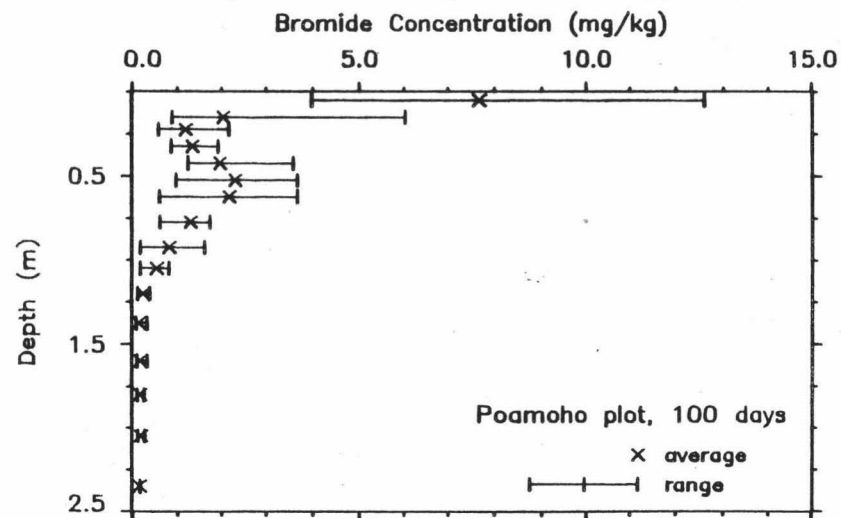 Bromide Concentration (mg/kg)
0.0 5.0 10.0 15.0
Depth (m)
0.5
1.5
2.5
Poamoho plot, 100 days
average
range